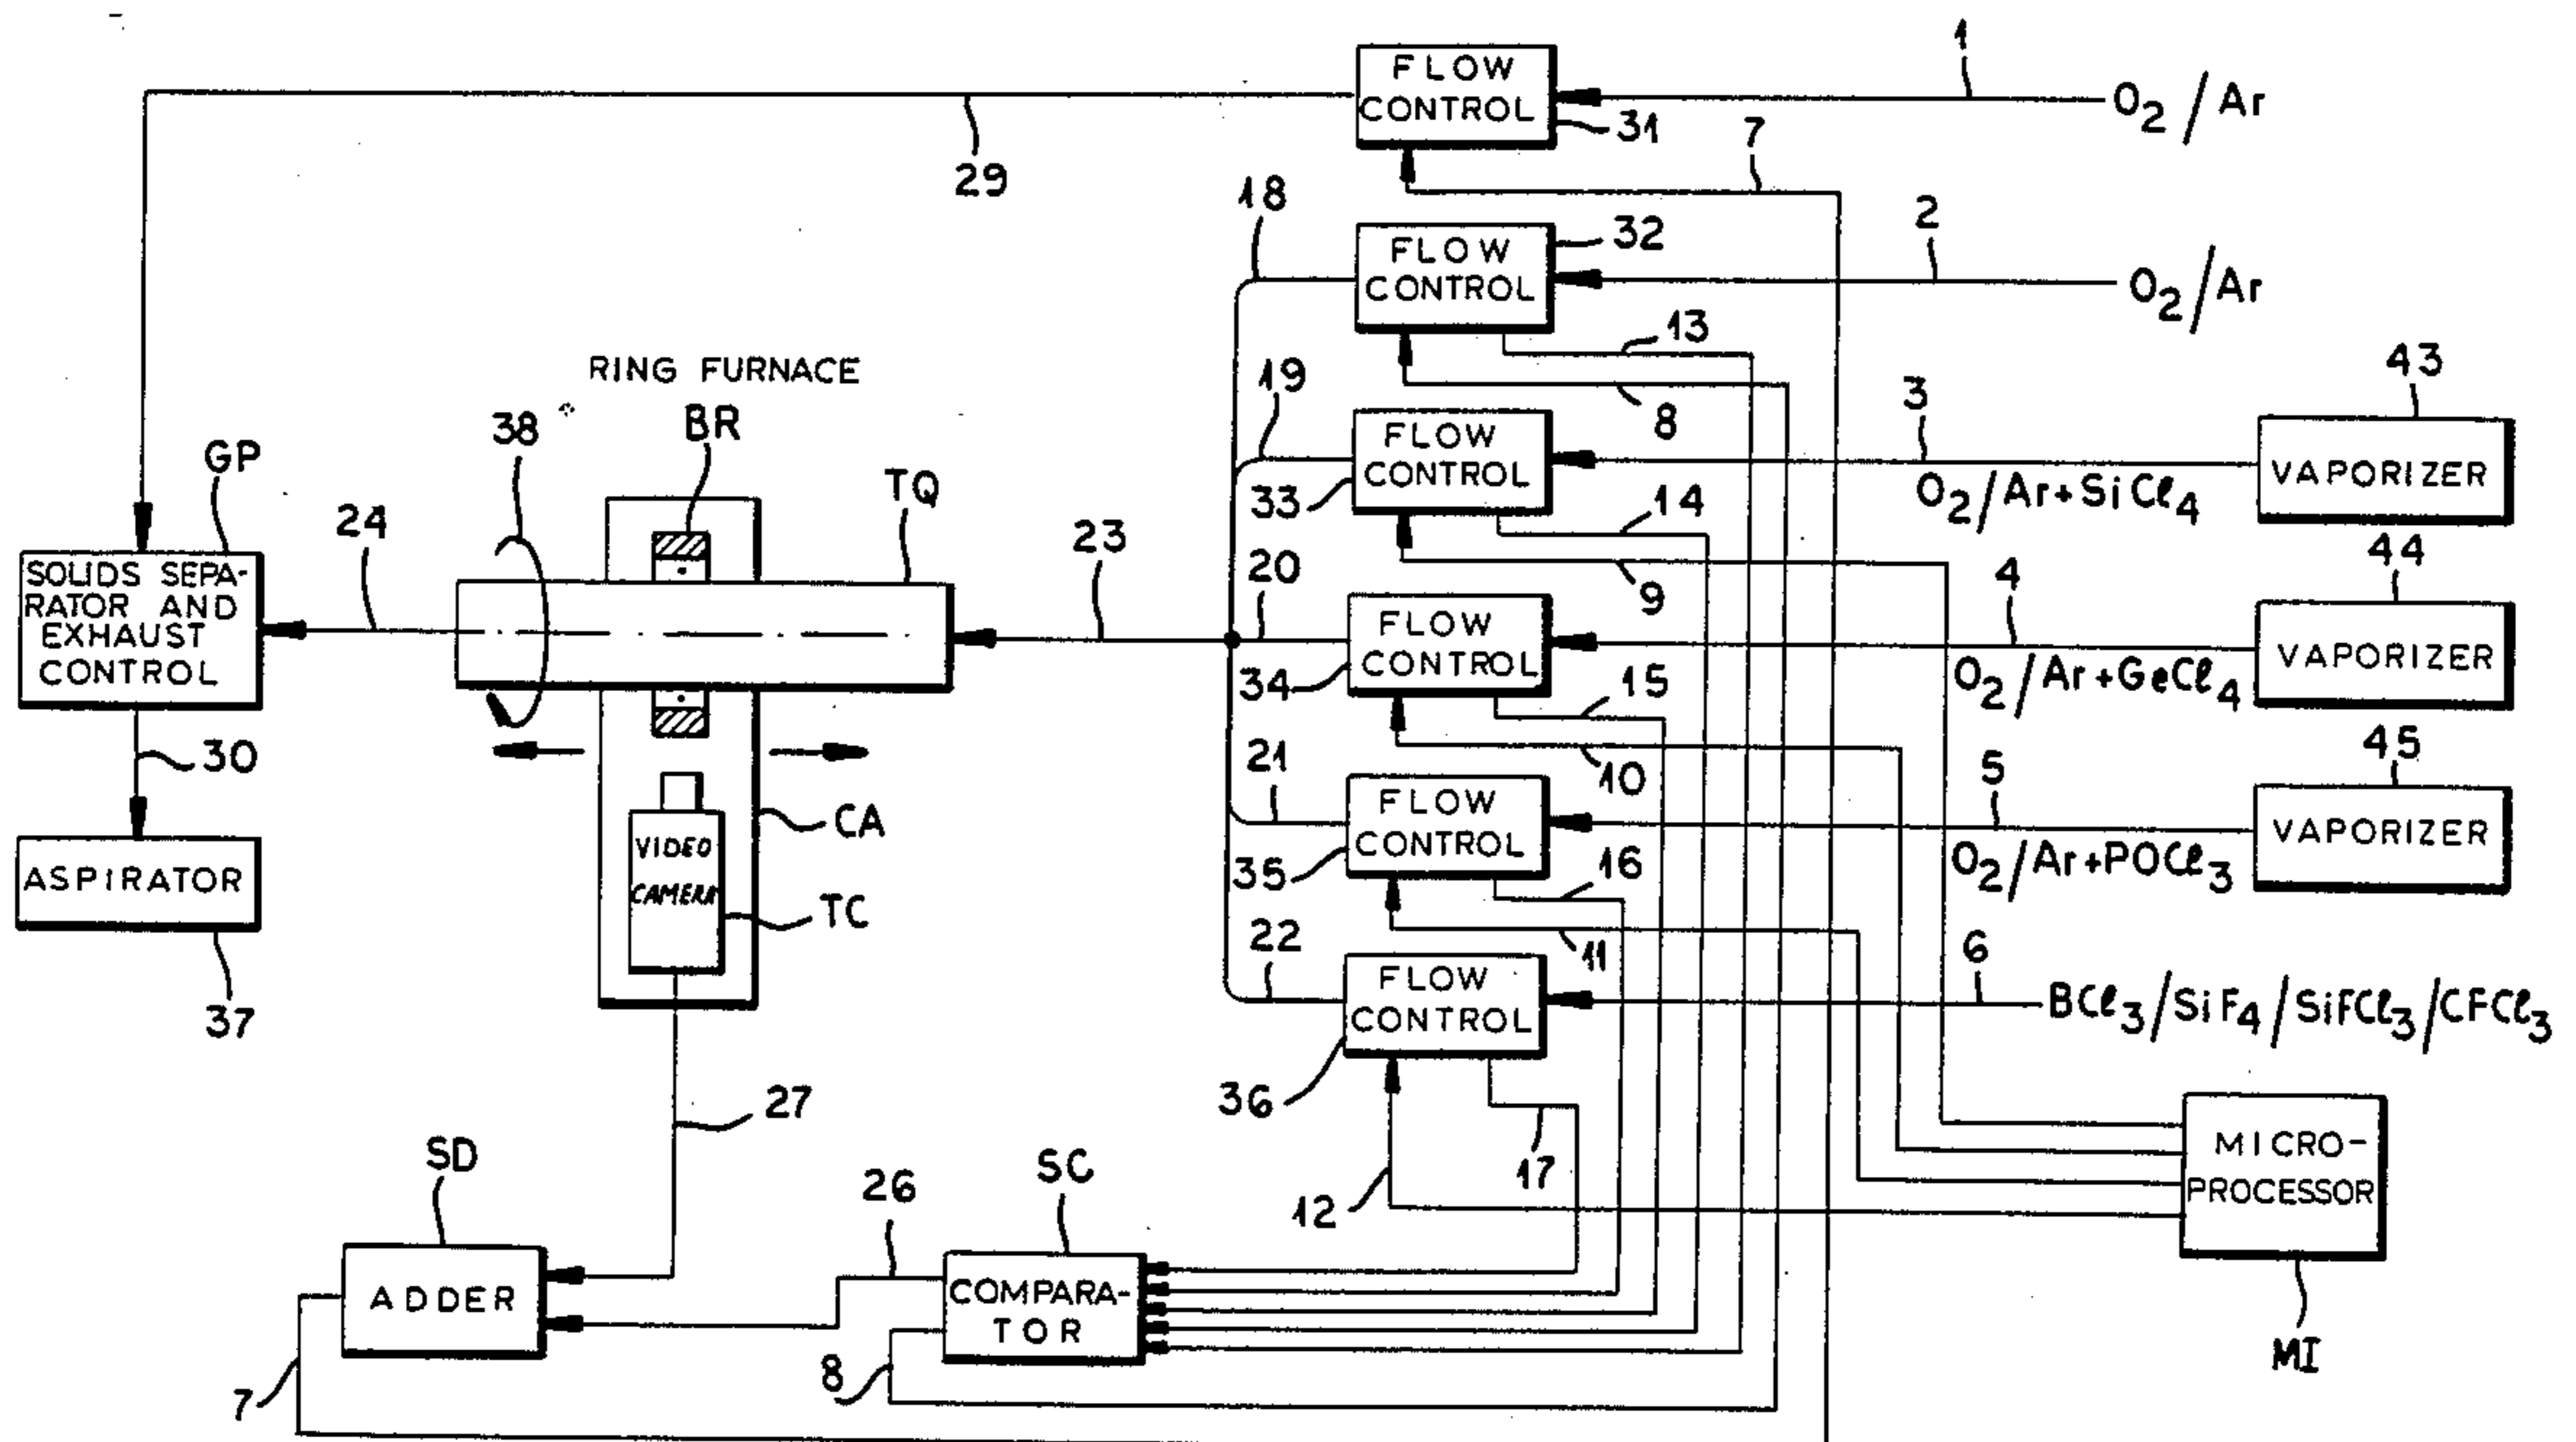 1
FLOW
CONTROL
31
O2/Ar
7
29
18
2
FLOW
CONTROL
32
O2/Ar
13
8
RING FURNACE
BR
38
GP
TQ
19
3
43
FLOW
CONTROL
33
VAPORIZER
O2/Ar+SiCl4
14
9
24
23
20
4
44
SOLIDS SEPA-
RATOR AND
EXHAUST
CONTROL
FLOW
CONTROL
34
VAPORIZER
O2/Ar+GeCl4
15
10
30
21
5
45
FLOW
CONTROL
35
VAPORIZER
O2/Ar+POCl3
16
11
CA
VIDEO
CAMERA
TC
ASPIRATOR
37
22
6
FLOW
CONTROL
36
BCl3/SiF4/SiFCl3/CFCl3
17
12
27
MICRO-
PROCESSOR
MI
SD
26
SC
ADDER
COMPARA-
TOR
7
8